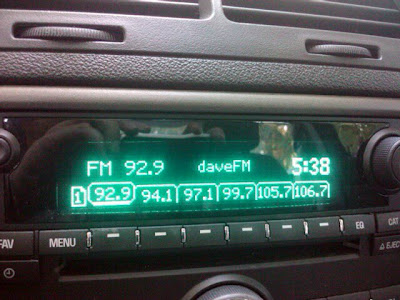 FM 92.9 daveFM 5:38
1 92.9 94.1 97.1 99.7 105.7 106.7
FAV MENU EQ CAT
EJECT